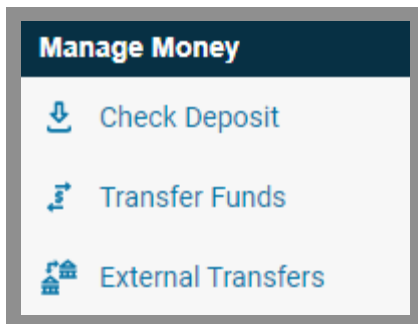 Manage Money
Check Deposit
Transfer Funds
External Transfers